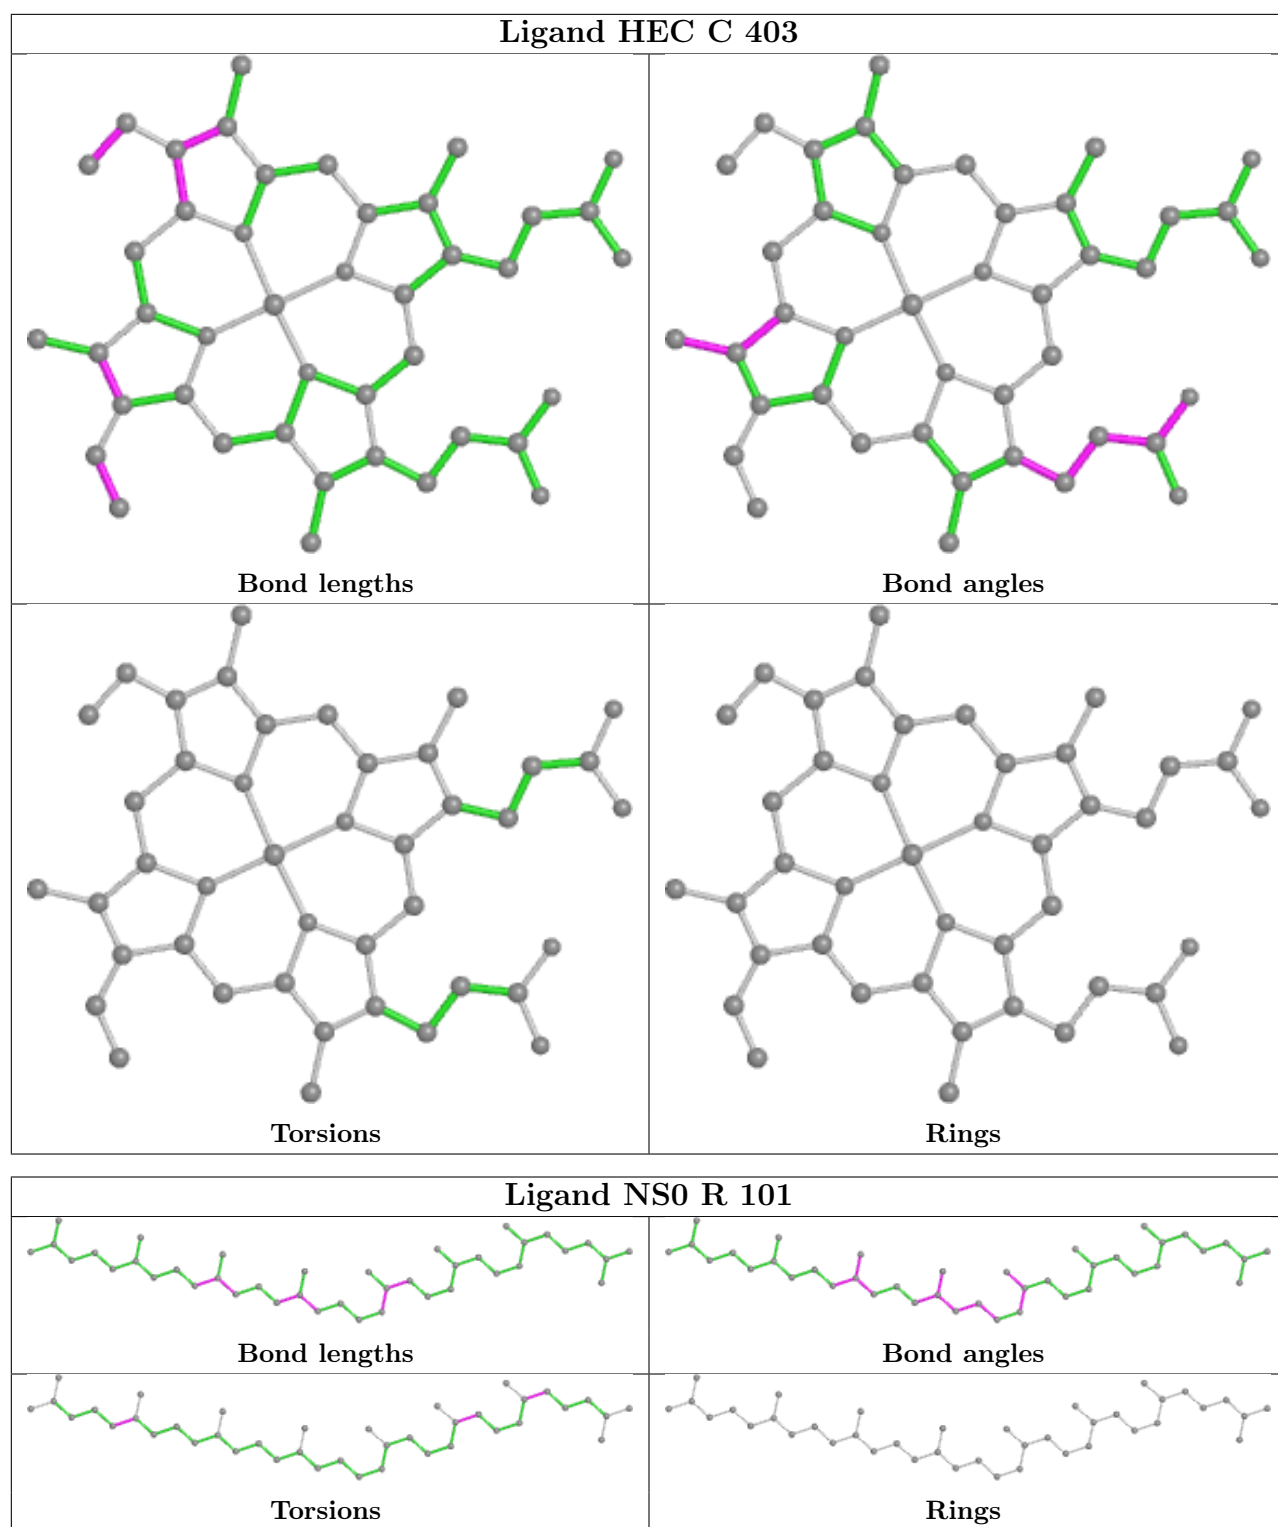 Ligand HEC C 403
Bond lengths
Bond angles
Torsions
Rings
Ligand NS0 R 101
Bond lengths
Bond angles
Torsions
Rings